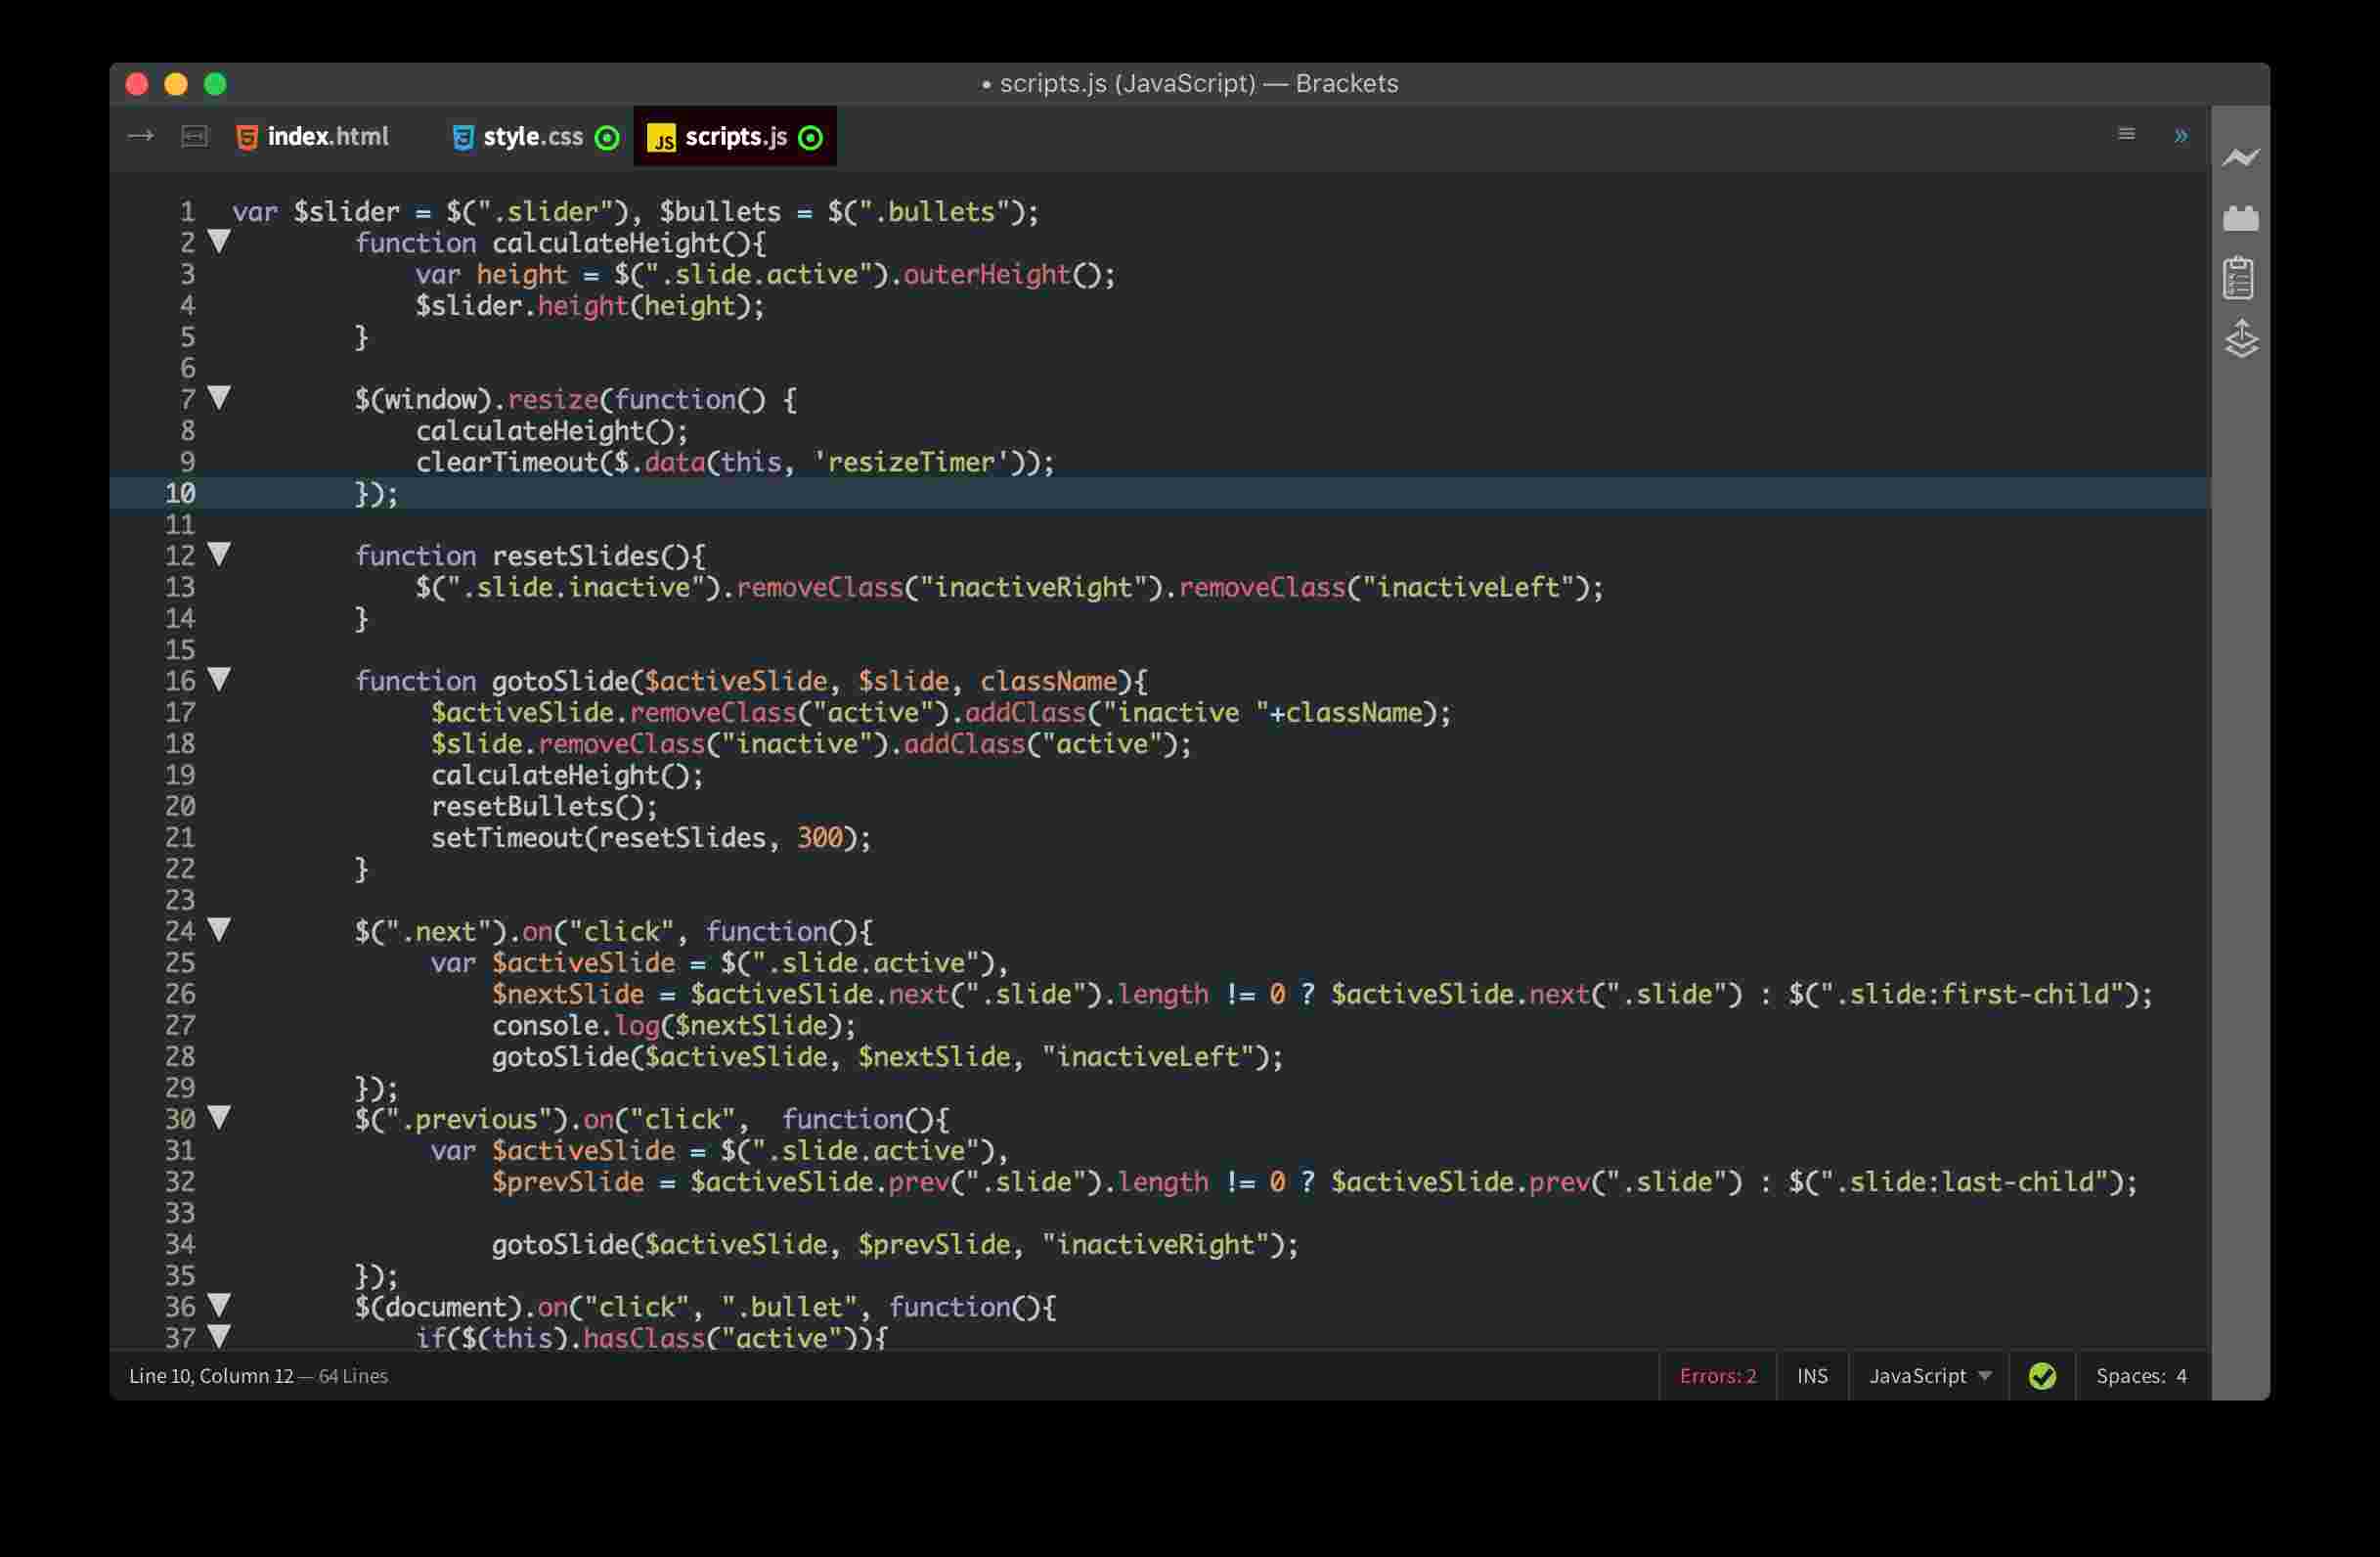 • scripts.js (JavaScript) — Brackets
index.html style.css scripts.js
1 var $slider = $(".slider"), $bullets = $(".bullets");
2 function calculateHeight(){
3 var height = $(".slide.active").outerHeight();
4 $slider.height(height);
5 }
6
7 $(window).resize(function() {
8 calculateHeight();
9 clearTimeout($.data(this, 'resizeTimer'));
10 });
11
12 function resetSlides(){
13 $(".slide.inactive").removeClass("inactiveRight").removeClass("inactiveLeft");
14 }
15
16 function gotoSlide($activeSlide, $slide, className){
17 $activeSlide.removeClass("active").addClass("inactive "+className);
18 $slide.removeClass("inactive").addClass("active");
19 calculateHeight();
20 resetBullets();
21 setTimeout(resetSlides, 300);
22 }
23
24 $(".next").on("click", function(){
25 var $activeSlide = $(".slide.active"),
26 $nextSlide = $activeSlide.next(".slide").length != 0 ? $activeSlide.next(".slide") : $(".slide:first-child");
27 console.log($nextSlide);
28 gotoSlide($activeSlide, $nextSlide, "inactiveLeft");
29 });
30 $(".previous").on("click",  function(){
31 var $activeSlide = $(".slide.active"),
32 $prevSlide = $activeSlide.prev(".slide").length != 0 ? $activeSlide.prev(".slide") : $(".slide:last-child");
33
34 gotoSlide($activeSlide, $prevSlide, "inactiveRight");
35 });
36 $(document).on("click", ".bullet", function(){
37 if($(this).hasClass("active")){
Line 10, Column 12 — 64 Lines Errors: 2 INS JavaScript Spaces: 4